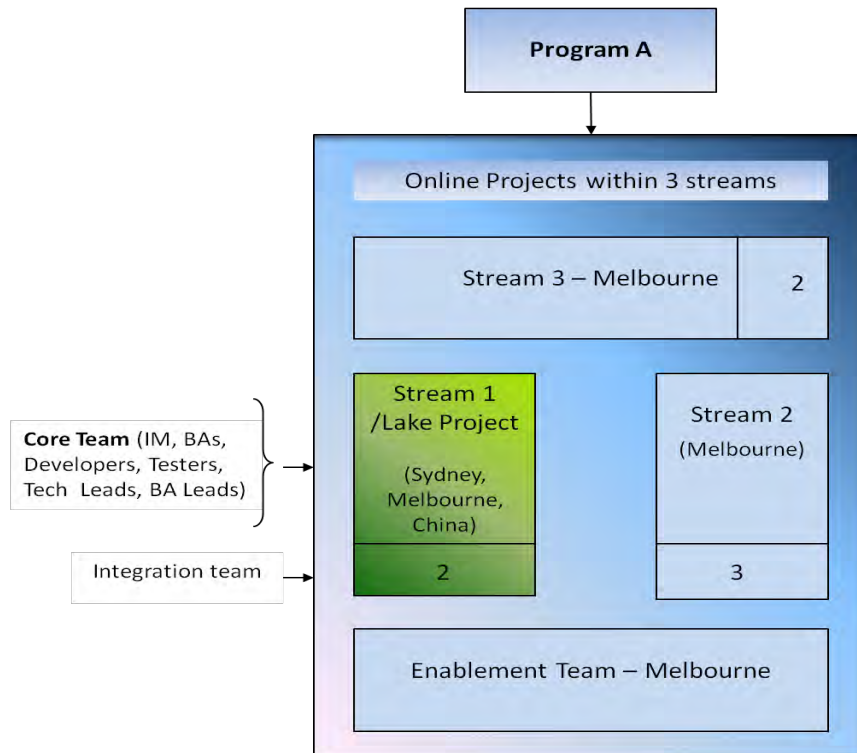 Program A
Online Projects within 3 streams
Stream 3 – Melbourne
2
Stream 1
/Lake Project
(Sydney,
Melbourne,
China)
2
Stream 2
(Melbourne)
3
Core Team (IM, BAs,
Developers, Testers,
Tech Leads, BA Leads)
Integration team
Enablement Team – Melbourne